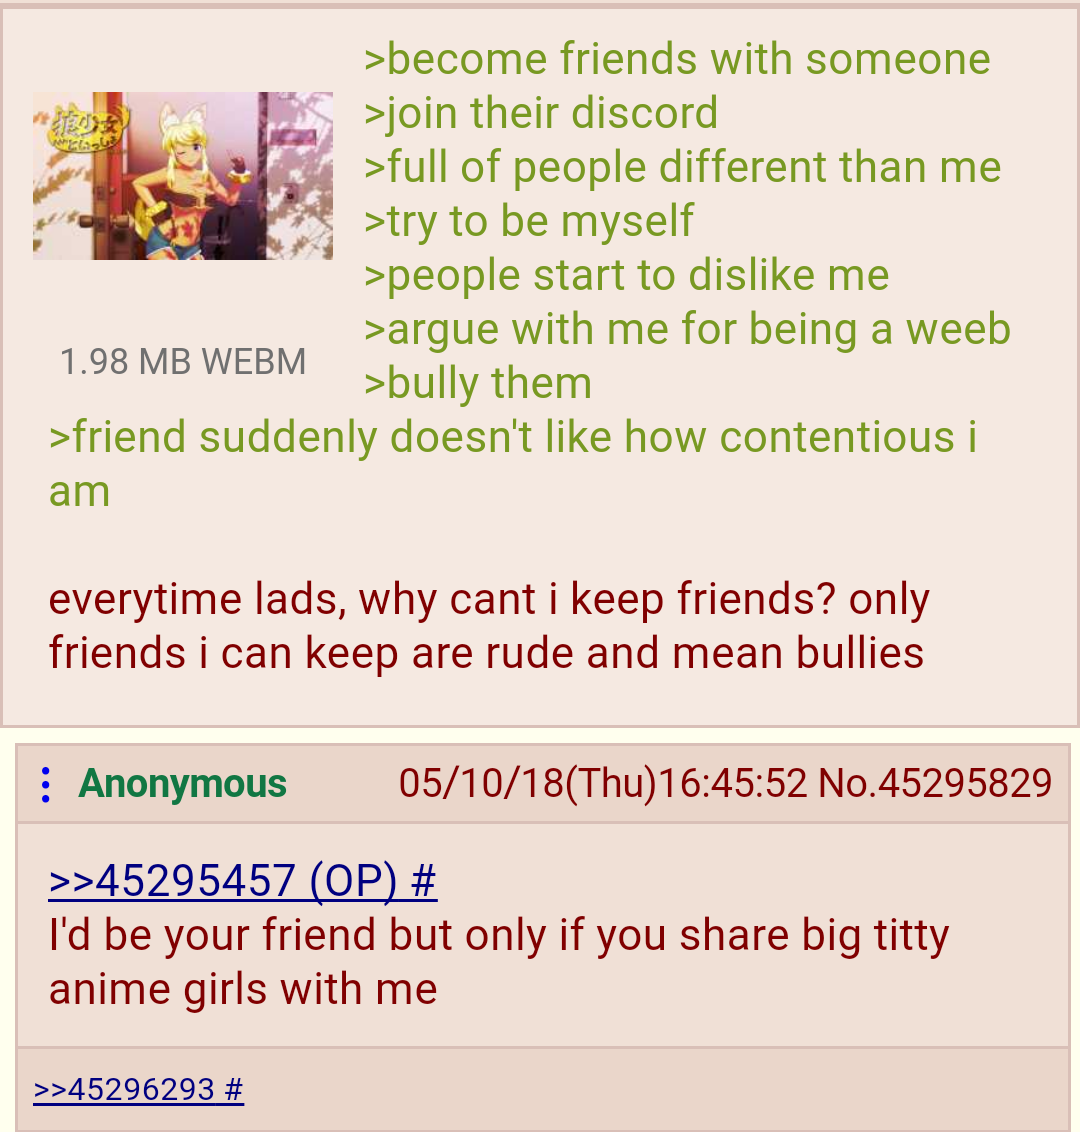 >become friends with someone
>join their discord
>full of people different than me
>try to be myself
>people start to dislike me
>argue with me for being a weeb
1.98 MB WEBM
>bully them
>friend suddenly doesn't like how contentious i
am
everytime lads, why cant i keep friends? only
friends i can keep are rude and mean bullies
Anonymous 05/10/18(Thu)16:45:52 No.45295829
>>45295457 (OP) #
I'd be your friend but only if you share big titty
anime girls with me
>>45296293 #